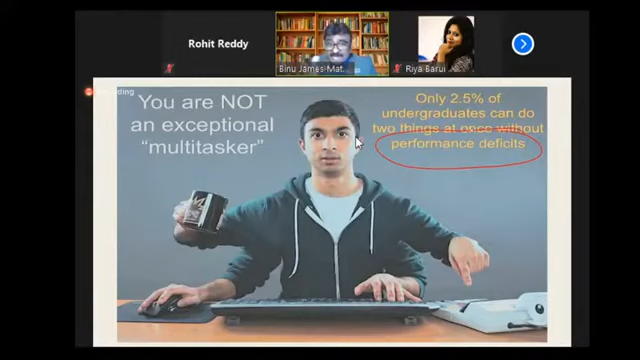 Rohit Reddy
Binu James-Mat..
Riya Barui
You are NOT
an exceptional
“multitasker”
Only 2.5% of
undergraduates can do
two things at once without
performance deficits